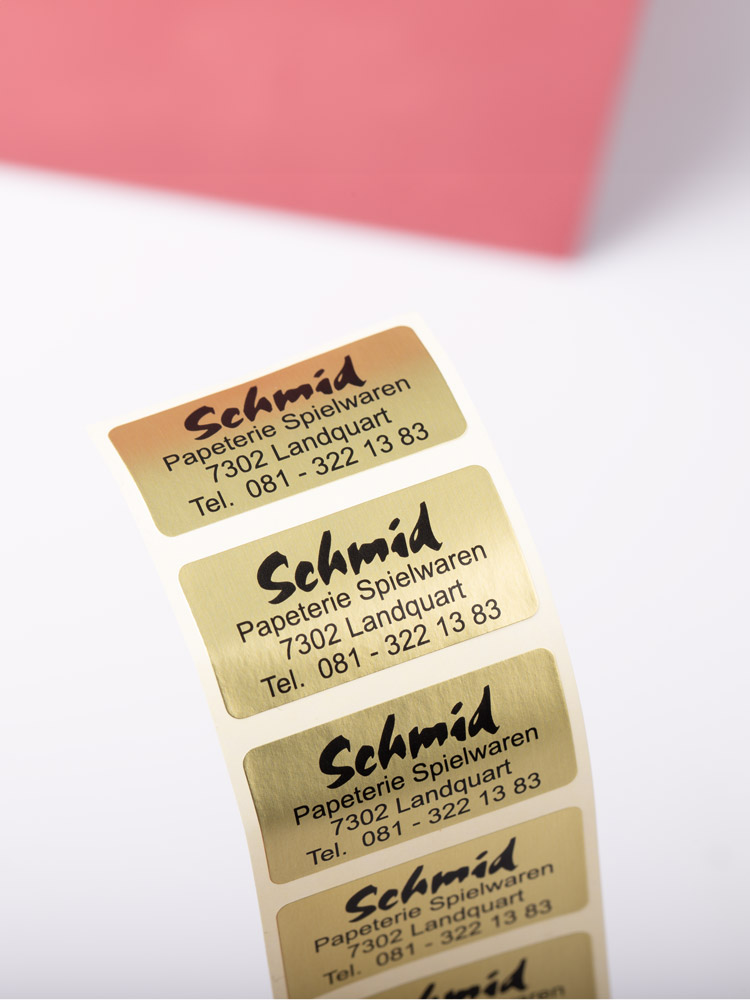 Schmid
Papeterie Spielwaren
7302 Landquart
Tel. 081 - 322 13 83
Schmid
Papeterie Spielwaren
7302 Landquart
Tel. 081 - 322 13 83
Schmid
Papeterie Spielwaren
7302 Landquart
Tel. 081 - 322 13 83
Schmid
Papeterie Spielwaren
7302 Landquart
Tel. 081 - 322 13 83
Schmid